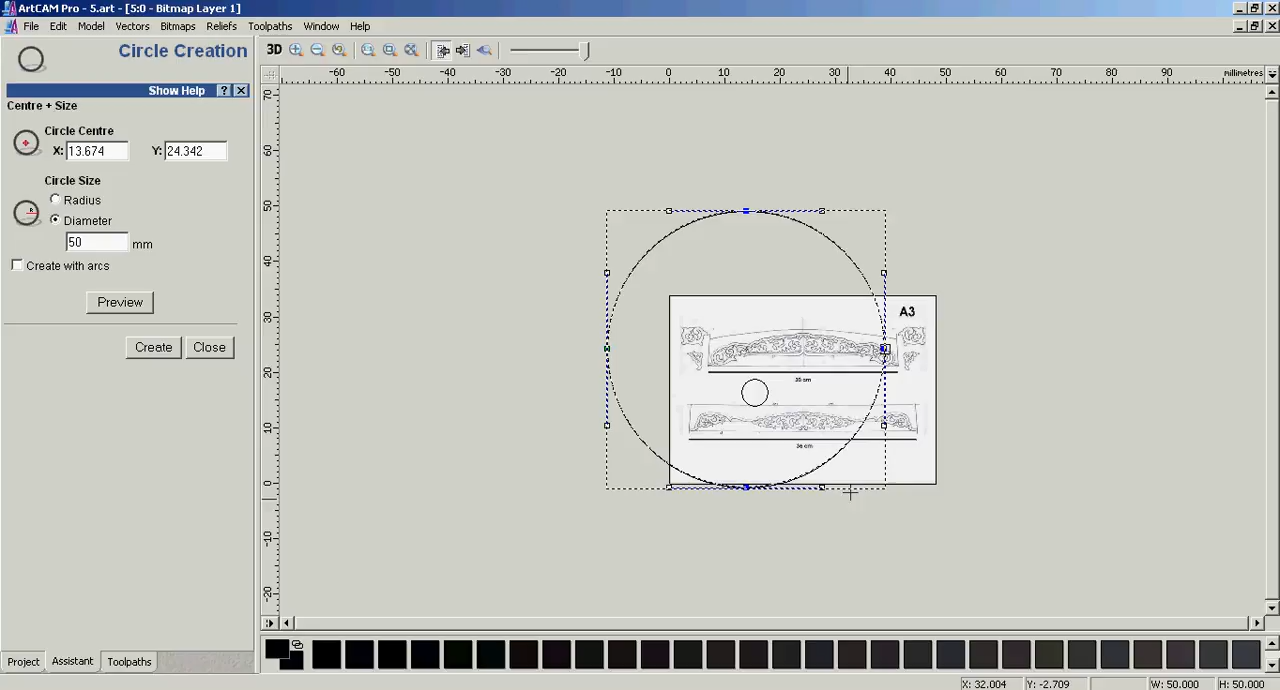 ArtCAM Pro - 5.art - [5:0 - Bitmap Layer 1]
File Edit Model Vectors Bitmaps Reliefs Toolpaths Window Help
Circle Creation
Show Help ? X
Centre + Size
Circle Centre
X: 13.674 Y: 24.342
Circle Size
R
Radius
Diameter
50 mm
Create with arcs
Preview
Create Close
Project Assistant Toolpaths
3D
-60 -50 -40 -30 -20 -10 0 10 20 30 40 50 60 70 80 90 millimetres
70
60
50
40
30
20
10
0
-10
-20
A3
35 cm
36 cm
X: 32.004 Y: -2.709 W: 50.000 H: 50.000